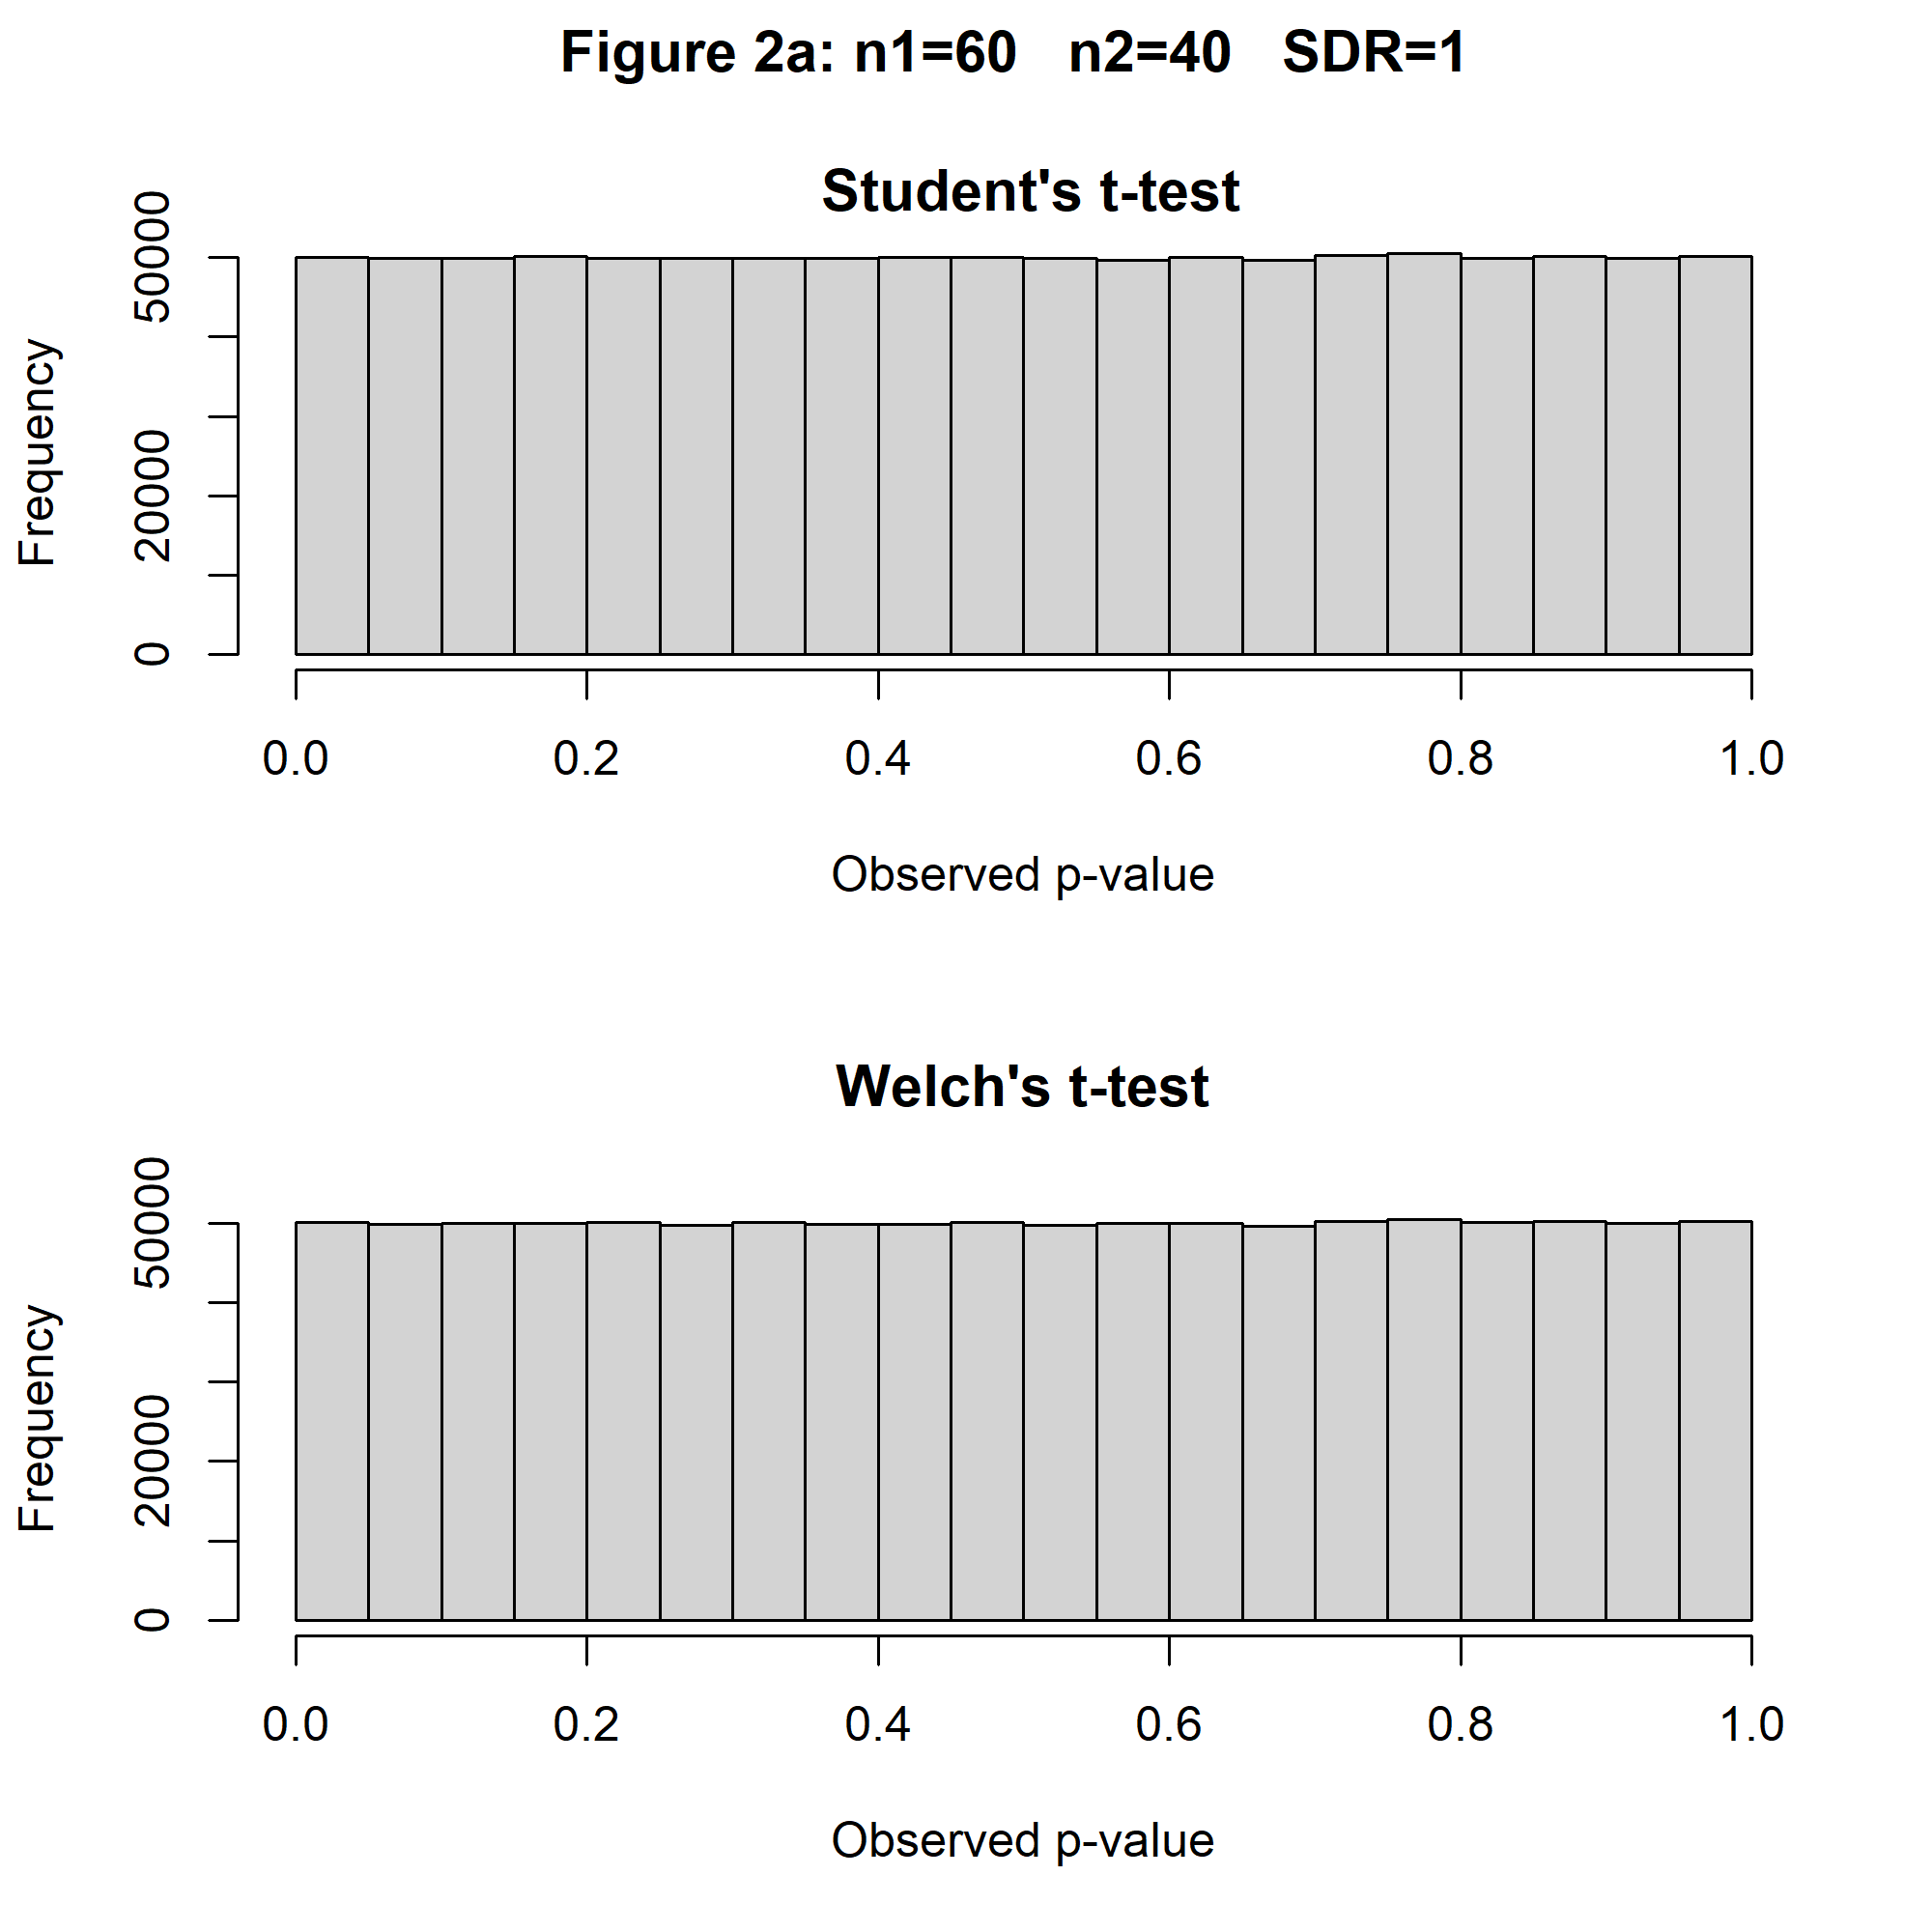 Figure 2a: n1=60 n2=40 SDR=1
Student's t-test
Frequency
50000
20000
0
0.0 0.2 0.4 0.6 0.8 1.0
Observed p-value
Welch's t-test
Frequency
50000
20000
0
0.0 0.2 0.4 0.6 0.8 1.0
Observed p-value